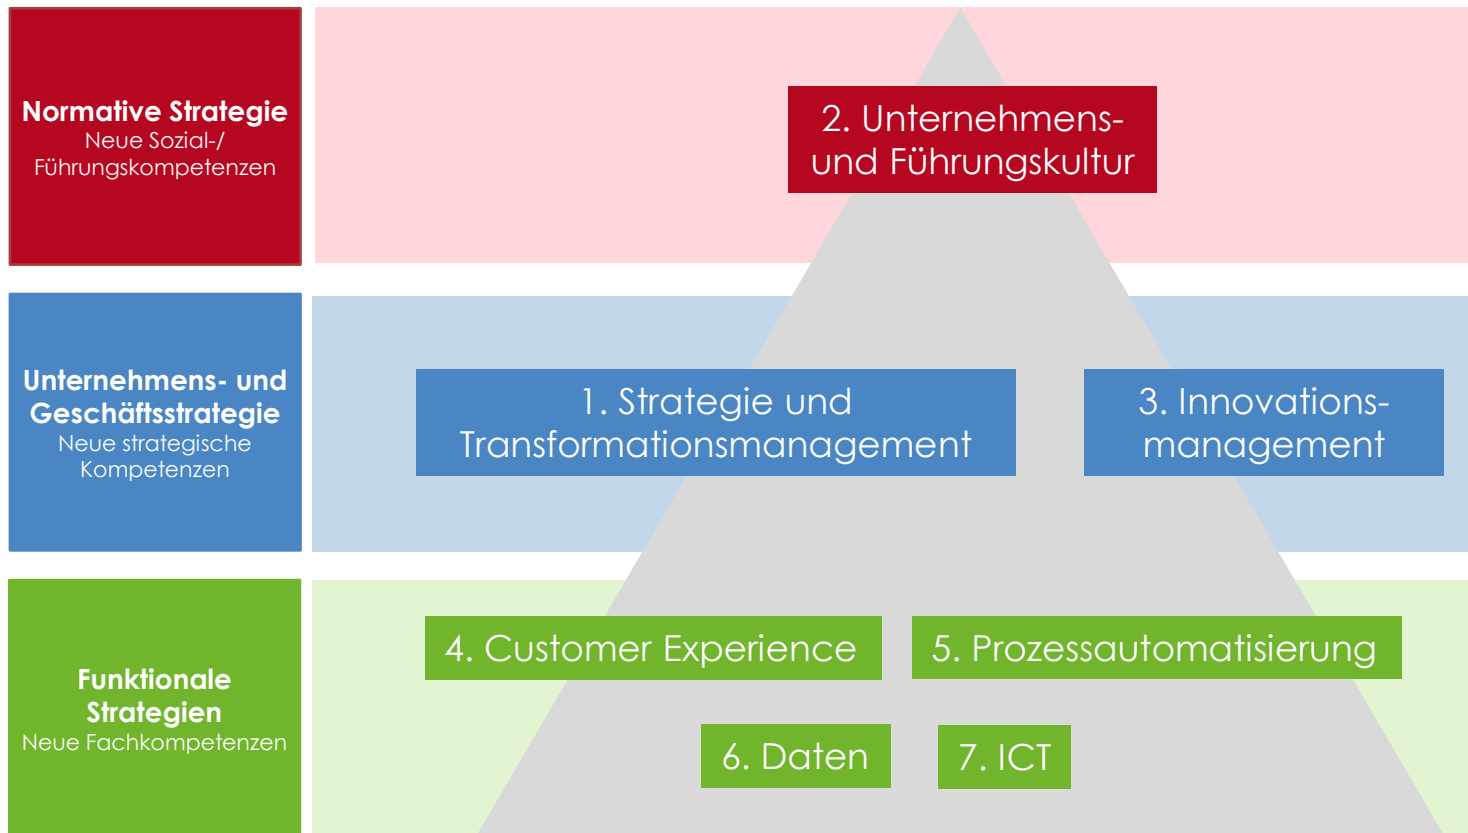 Normative Strategie
Neue Sozial-/
Führungskompetenzen
2. Unternehmens-
und Führungskultur
Unternehmens- und
Geschäftsstrategie
Neue strategische
Kompetenzen
1. Strategie und
Transformationsmanagement
3. Innovations-
management
Funktionale
Strategien
Neue Fachkompetenzen
4. Customer Experience
5. Prozessautomatisierung
6. Daten
7. ICT